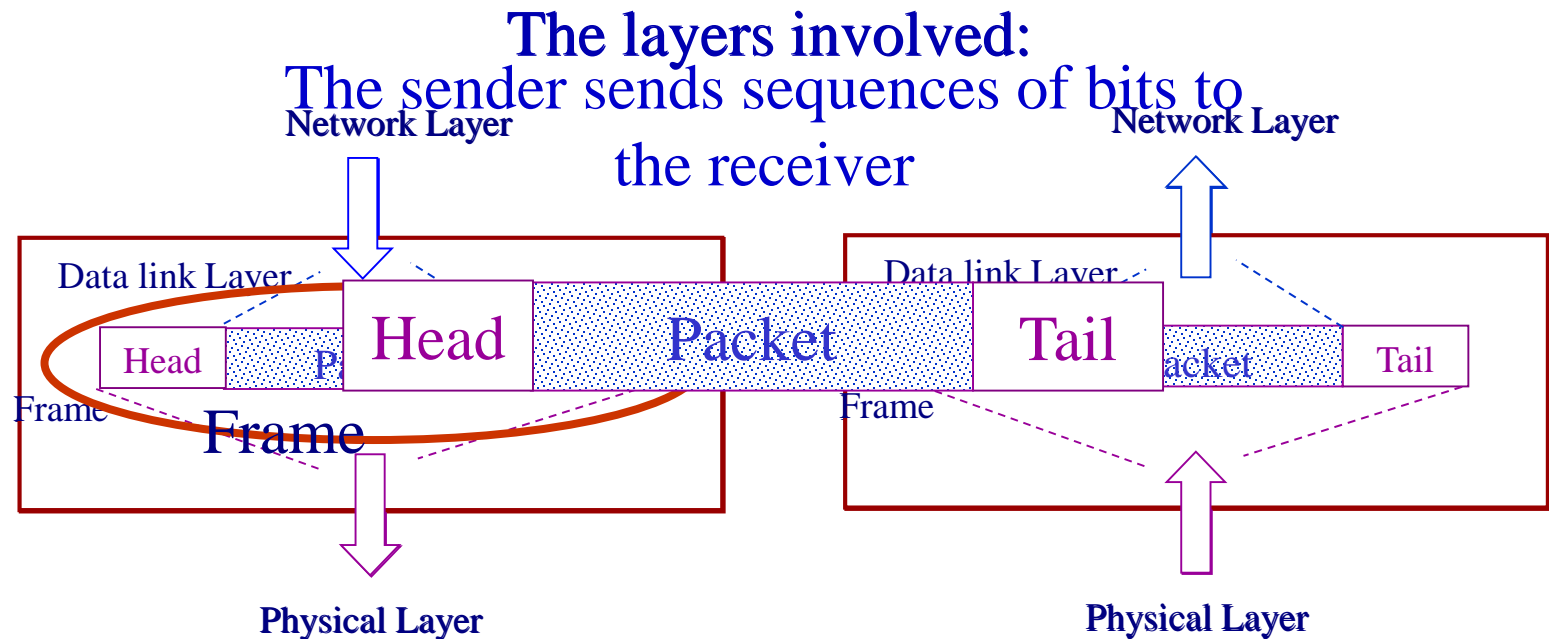 The layers involved:
The sender sends sequences of bits to
the receiver
Network Layer
Network Layer
Data link Layer
Data link Layer
Head
Head
Packet
Tail
acket
Tail
Frame
Frame
Frame
Physical Layer
Physical Layer